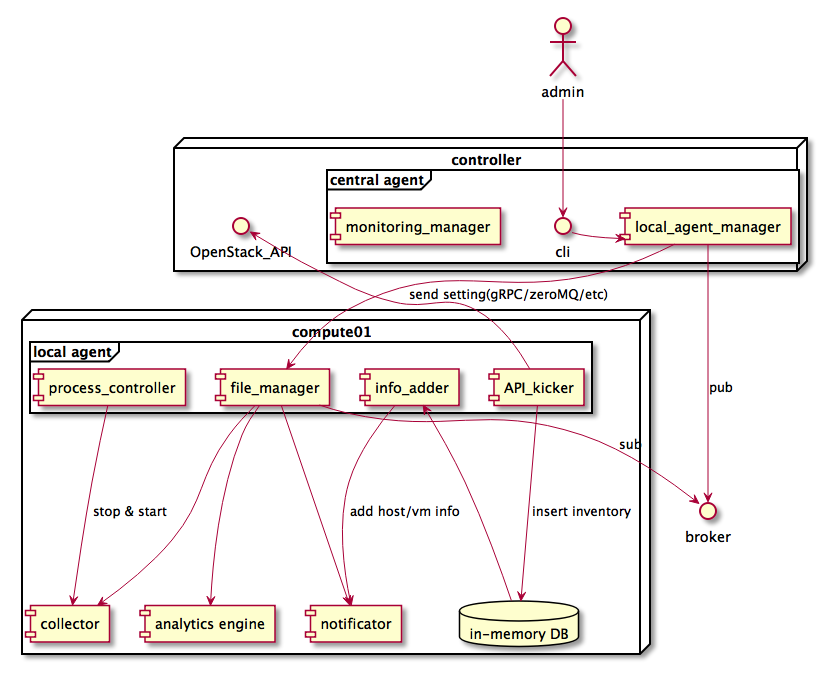 admin
controller
central agent
monitoring_manager
local_agent_manager
OpenStack_API
cli
send setting(gRPC/zeroMQ/etc)
compute01
local agent
process_controller
file_manager
info_adder
API_kicker
pub
sub
stop & start
add host/vm info
insert inventory
broker
collector
analytics engine
notificator
in-memory DB